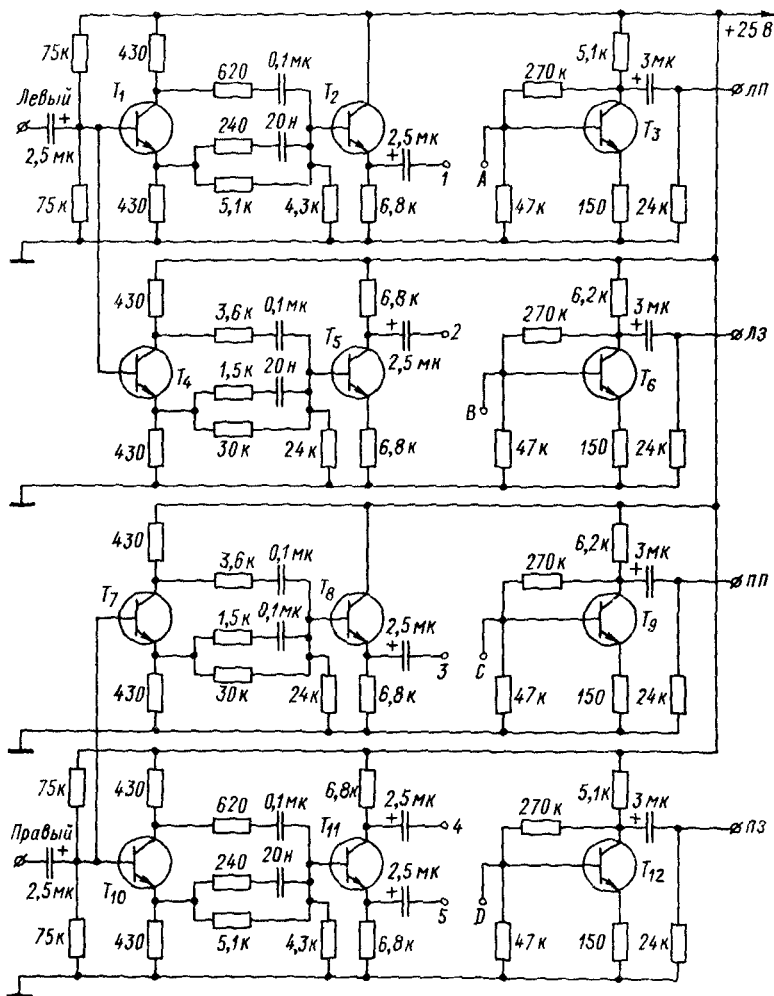 +25 В
75к
430
0,1мк
5,1к
3мк
620
270к
Левый
+
T1
T2
+
ЛП
240
20н
2,5мк
+
T3
2,5мк
1
A
75к
430
5,1к
4,3к
6,8к
47к
150
24к
430
6,8к
6,2к
3мк
3,6к
0,1мк
270к
+
+
2
ЛЗ
T5
2,5мк
1,5к
20н
T4
T6
B
430
30к
24к
6,8к
47к
150
24к
430
6,2к
3мк
3,6к
0,1мк
270к
+
ПП
T7
T8
1,5к
0,1мк
2,5мк
T9
+
3
C
430
30к
24к
6,8к
47к
150
24к
75к
430
6,8к
2,5мк
5,1к
3мк
620
0,1мк
270к
Правый
+
T11
+
4
+
ПЗ
240
20н
2,5мк
2,5мк
T10
+
T12
5
D
75к
430
5,1к
4,3к
6,8к
47к
150
24к